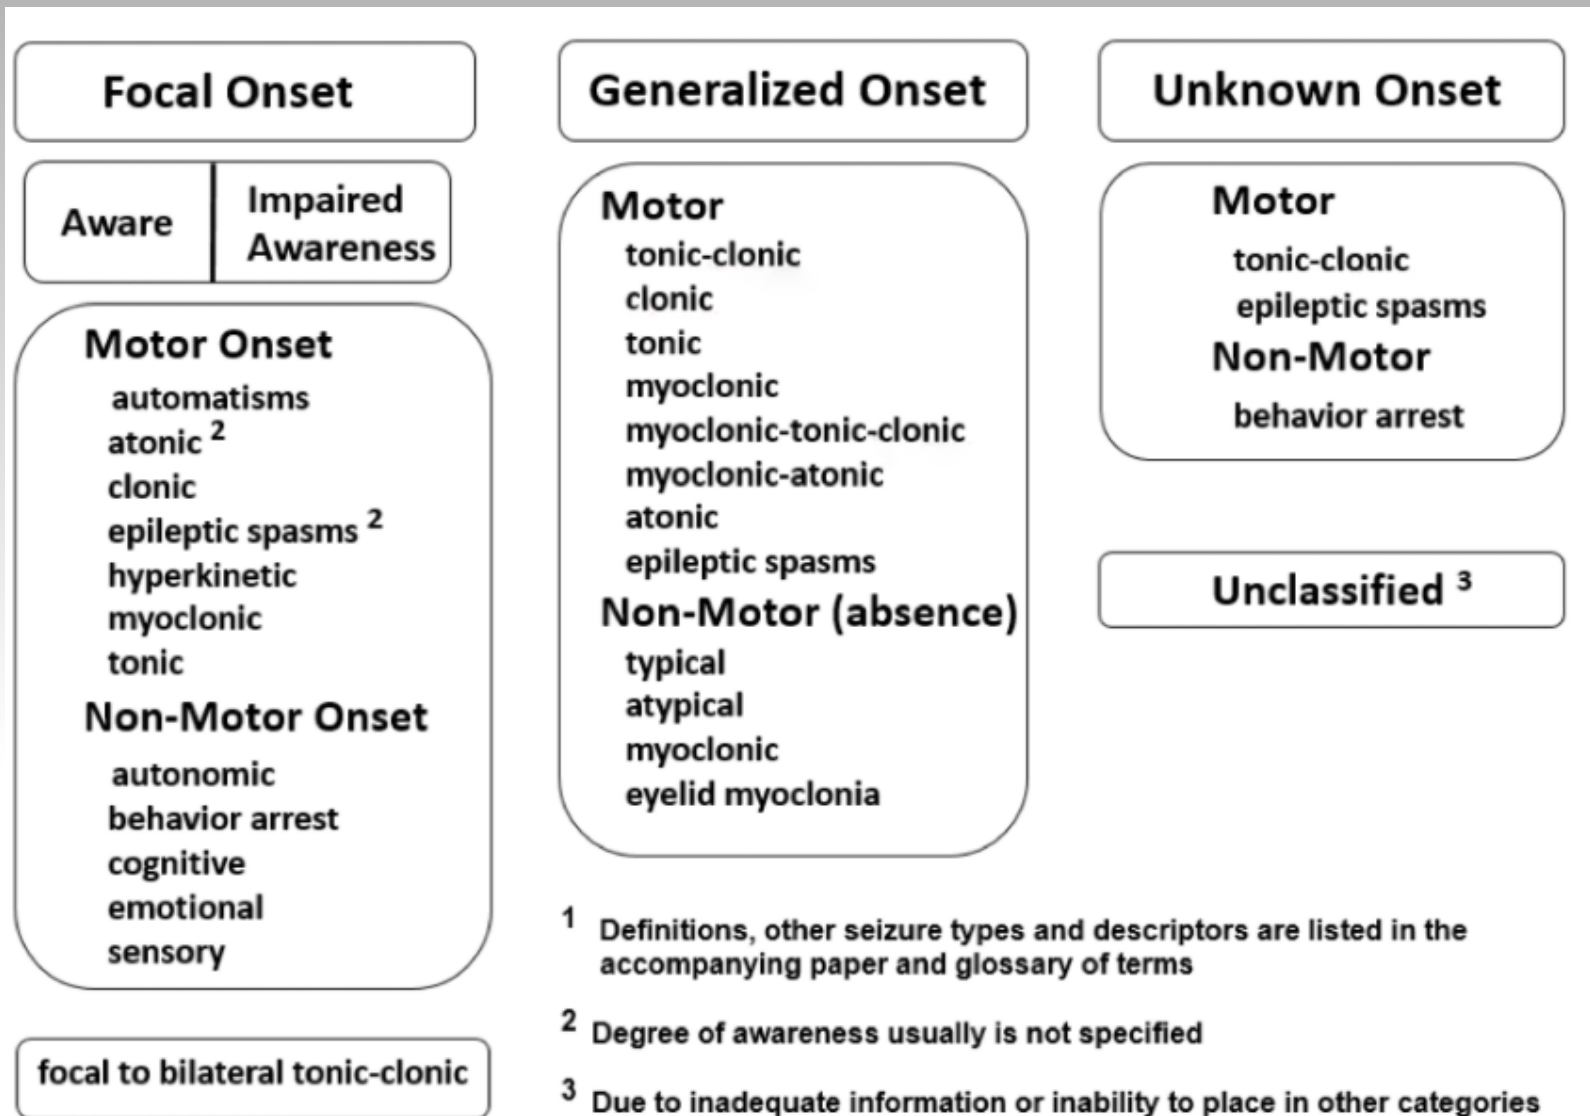 Focal Onset
Aware
Impaired
Awareness
Motor Onset
automatisms
atonic 2
clonic
epileptic spasms 2
hyperkinetic
myoclonic
tonic
Non-Motor Onset
autonomic
behavior arrest
cognitive
emotional
sensory
focal to bilateral tonic-clonic
Generalized Onset
Motor
tonic-clonic
clonic
tonic
myoclonic
myoclonic-tonic-clonic
myoclonic-atonic
atonic
epileptic spasms
Non-Motor (absence)
typical
atypical
myoclonic
eyelid myoclonia
Unknown Onset
Motor
tonic-clonic
epileptic spasms
Non-Motor
behavior arrest
Unclassified 3
1 Definitions, other seizure types and descriptors are listed in the
accompanying paper and glossary of terms
2 Degree of awareness usually is not specified
3 Due to inadequate information or inability to place in other categories